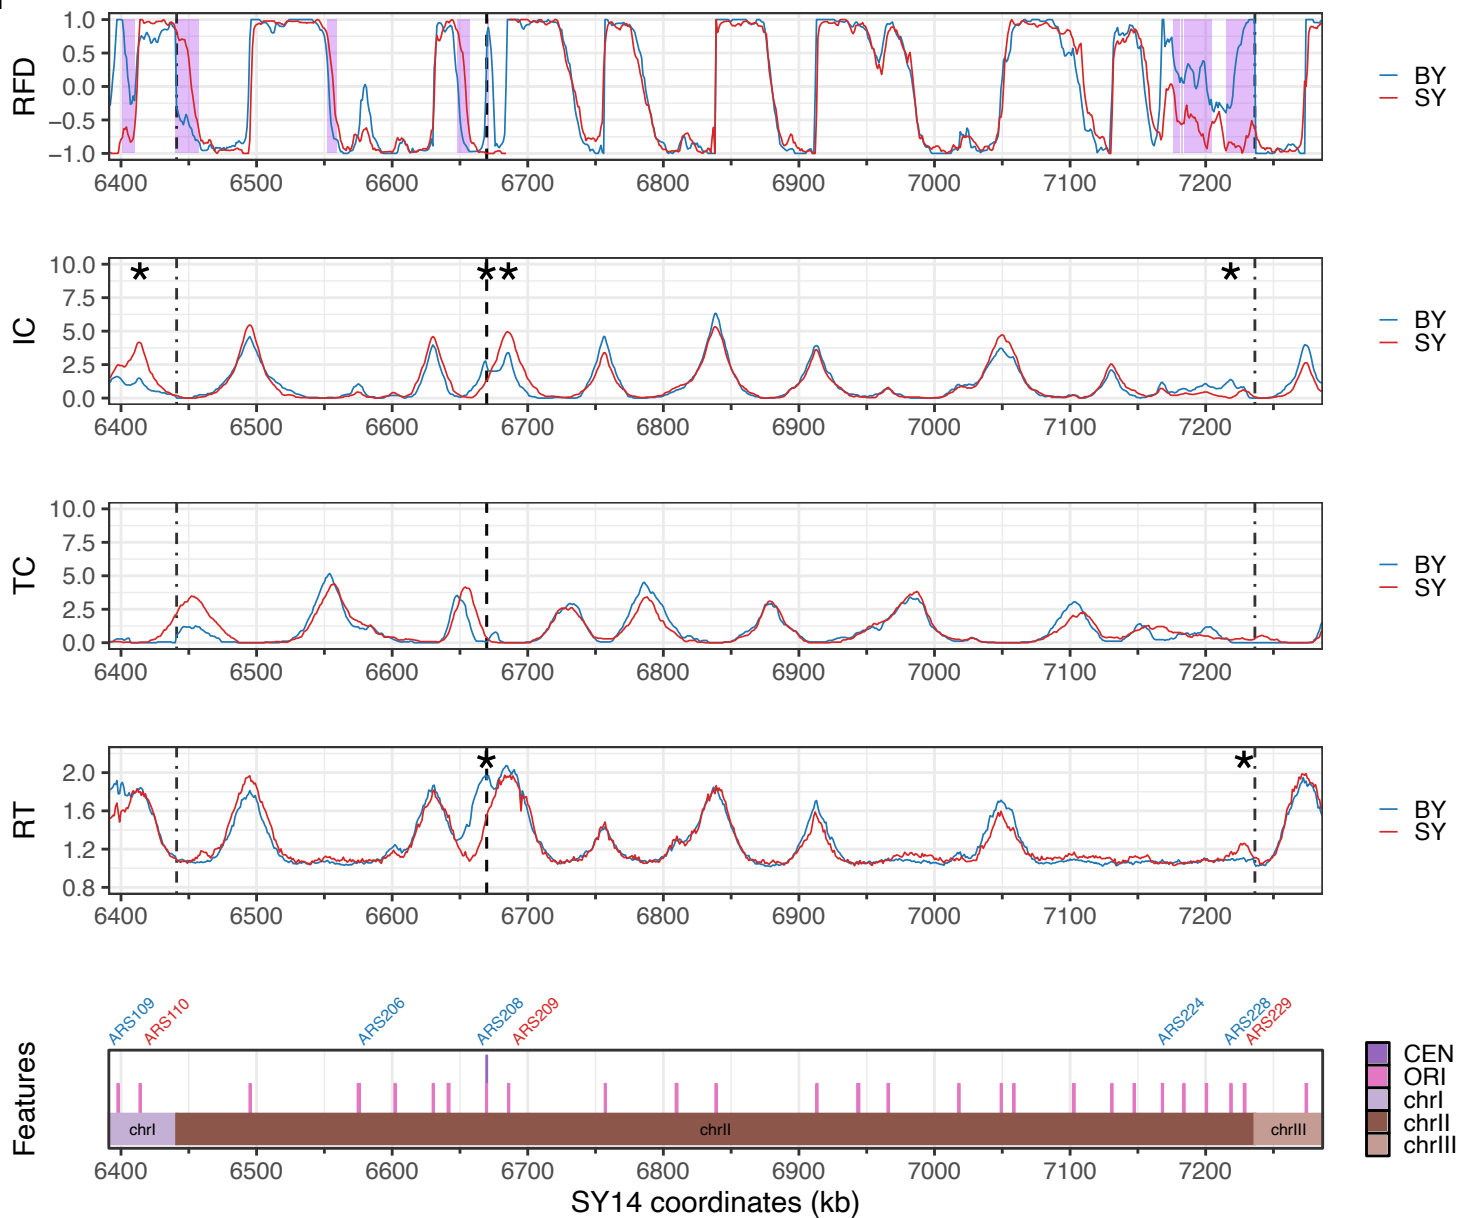 1.0
0.5
0.0
−0.5
−1.0
RFD
6400 6500 6600 6700 6800 6900 7000 7100 7200
BY
SY
10.0
7.5
5.0
2.5
0.0
IC
* * * *
6400 6500 6600 6700 6800 6900 7000 7100 7200
BY
SY
10.0
7.5
5.0
2.5
0.0
TC
6400 6500 6600 6700 6800 6900 7000 7100 7200
BY
SY
2.0
1.6
1.2
0.8
RT
* *
6400 6500 6600 6700 6800 6900 7000 7100 7200
BY
SY
ARS109 ARS110 ARS206 ARS208 ARS209 ARS224 ARS228 ARS229
Features
chrI chrII chrIII
6400 6500 6600 6700 6800 6900 7000 7100 7200
SY14 coordinates (kb)
CEN
ORI
chrI
chrII
chrIII